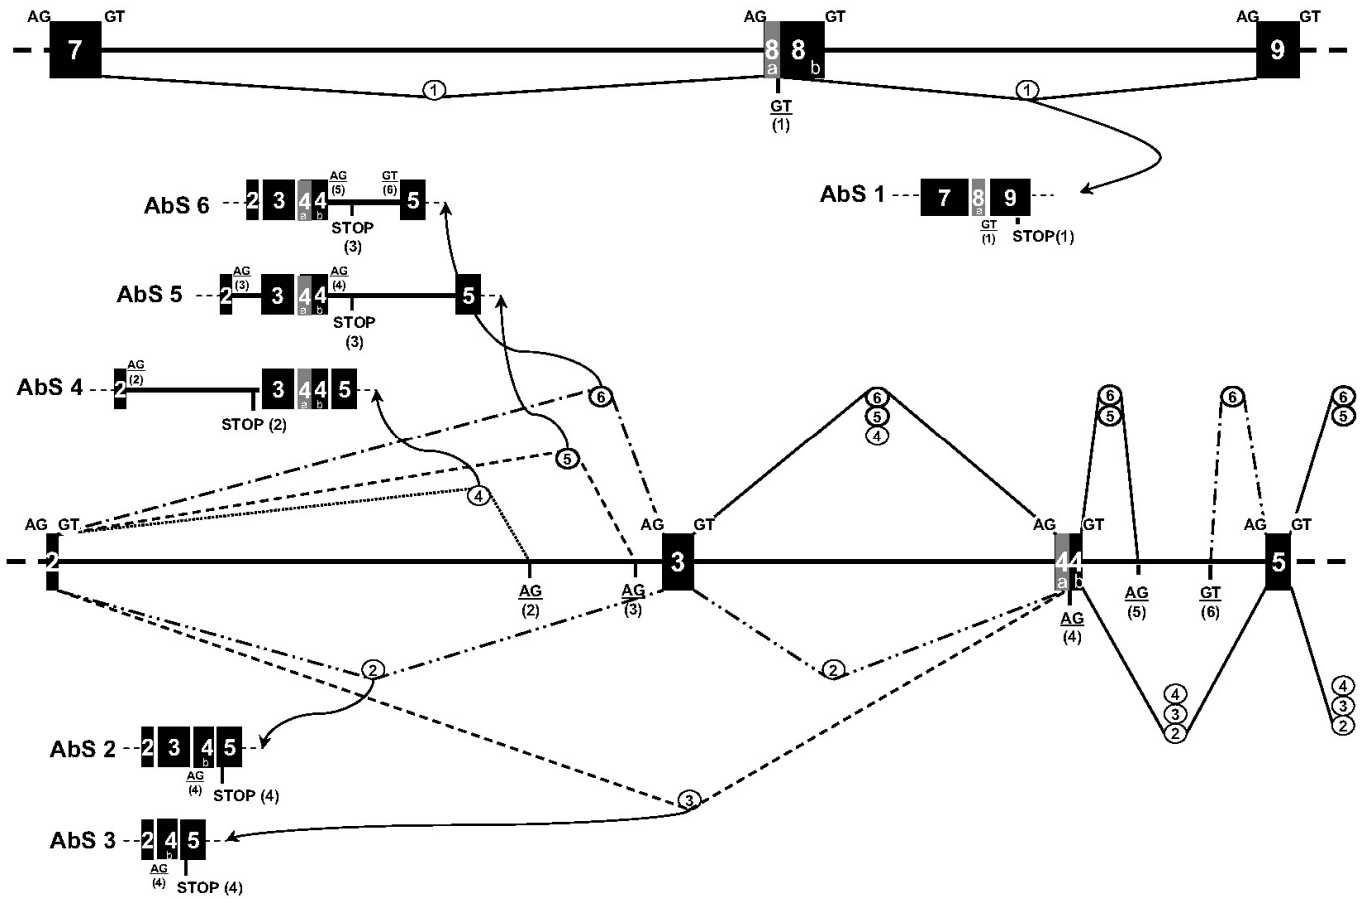 AG GT AG GT AG GT
7 8 8 9
a b
1 1
GT
(1)
AbS 6 2 3 4 4 5
a b
AG
(5)
GT
(6)
STOP
(3)
AbS 1 7 8 9
a
GT
(1)
STOP(1)
AbS 5 2 3 4 4 5
a b
AG
(3)
AG
(4)
STOP
(3)
AbS 4 2 3 4 4 5
a b
AG
(2)
STOP (2)
6
5
4
6
5
4
6
5
6
6
5
AG GT AG GT AG GT AG GT
2 3 4 4 5
a b
AG
(2)
AG
(3)
AG
(4)
AG
(5)
GT
(6)
2
2
3
4
3
2
4
3
2
AbS 2 2 3 4 5
b
AG
(4)
STOP (4)
AbS 3 2 4 5
b
AG
(4)
STOP (4)